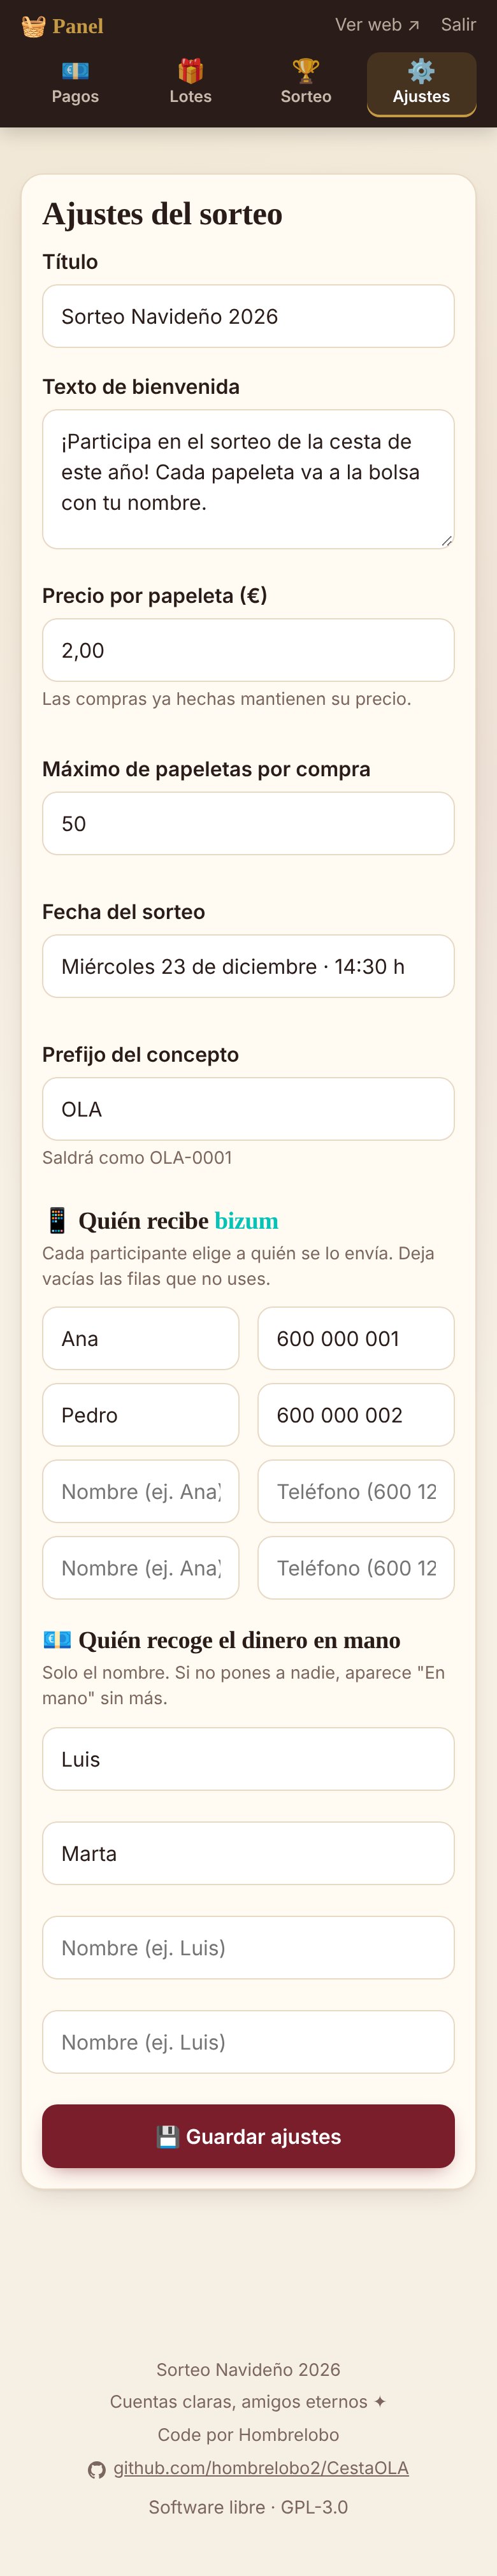 Panel
Ver web ↗ Salir
Pagos Lotes Sorteo Ajustes
Ajustes del sorteo
Título
Sorteo Navideño 2026
Texto de bienvenida
¡Participa en el sorteo de la cesta de
este año! Cada papeleta va a la bolsa
con tu nombre.
Precio por papeleta (€)
2,00
Las compras ya hechas mantienen su precio.
Máximo de papeletas por compra
50
Fecha del sorteo
Miércoles 23 de diciembre · 14:30 h
Prefijo del concepto
OLA
Saldrá como OLA-0001
Quién recibe bizum
Cada participante elige a quién se lo envía. Deja
vacías las filas que no uses.
Ana 600 000 001
Pedro 600 000 002
Nombre (ej. Ana) Teléfono (600 12
Nombre (ej. Ana) Teléfono (600 12
Quién recoge el dinero en mano
Solo el nombre. Si no pones a nadie, aparece "En
mano" sin más.
Luis
Marta
Nombre (ej. Luis)
Nombre (ej. Luis)
Guardar ajustes
Sorteo Navideño 2026
Cuentas claras, amigos eternos ✦
Code por Hombrelobo
github.com/hombrelobo2/CestaOLA
Software libre · GPL-3.0